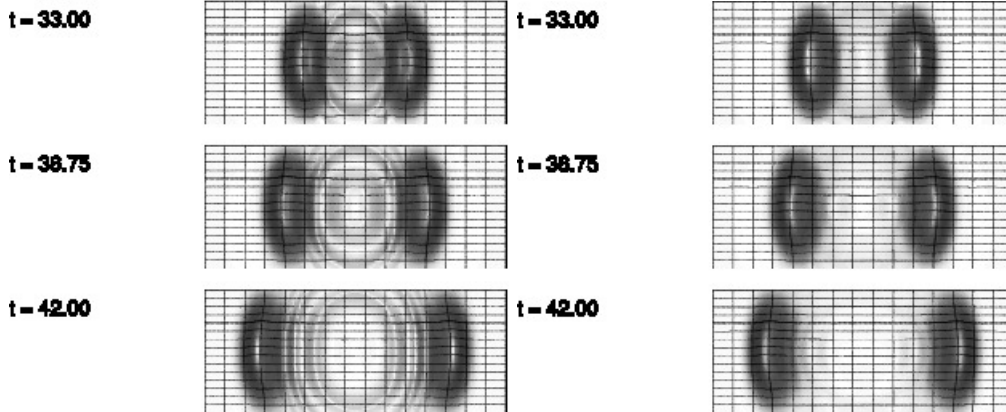 t = 33.00 t = 33.00
t = 36.75 t = 36.75
t = 42.00 t = 42.00